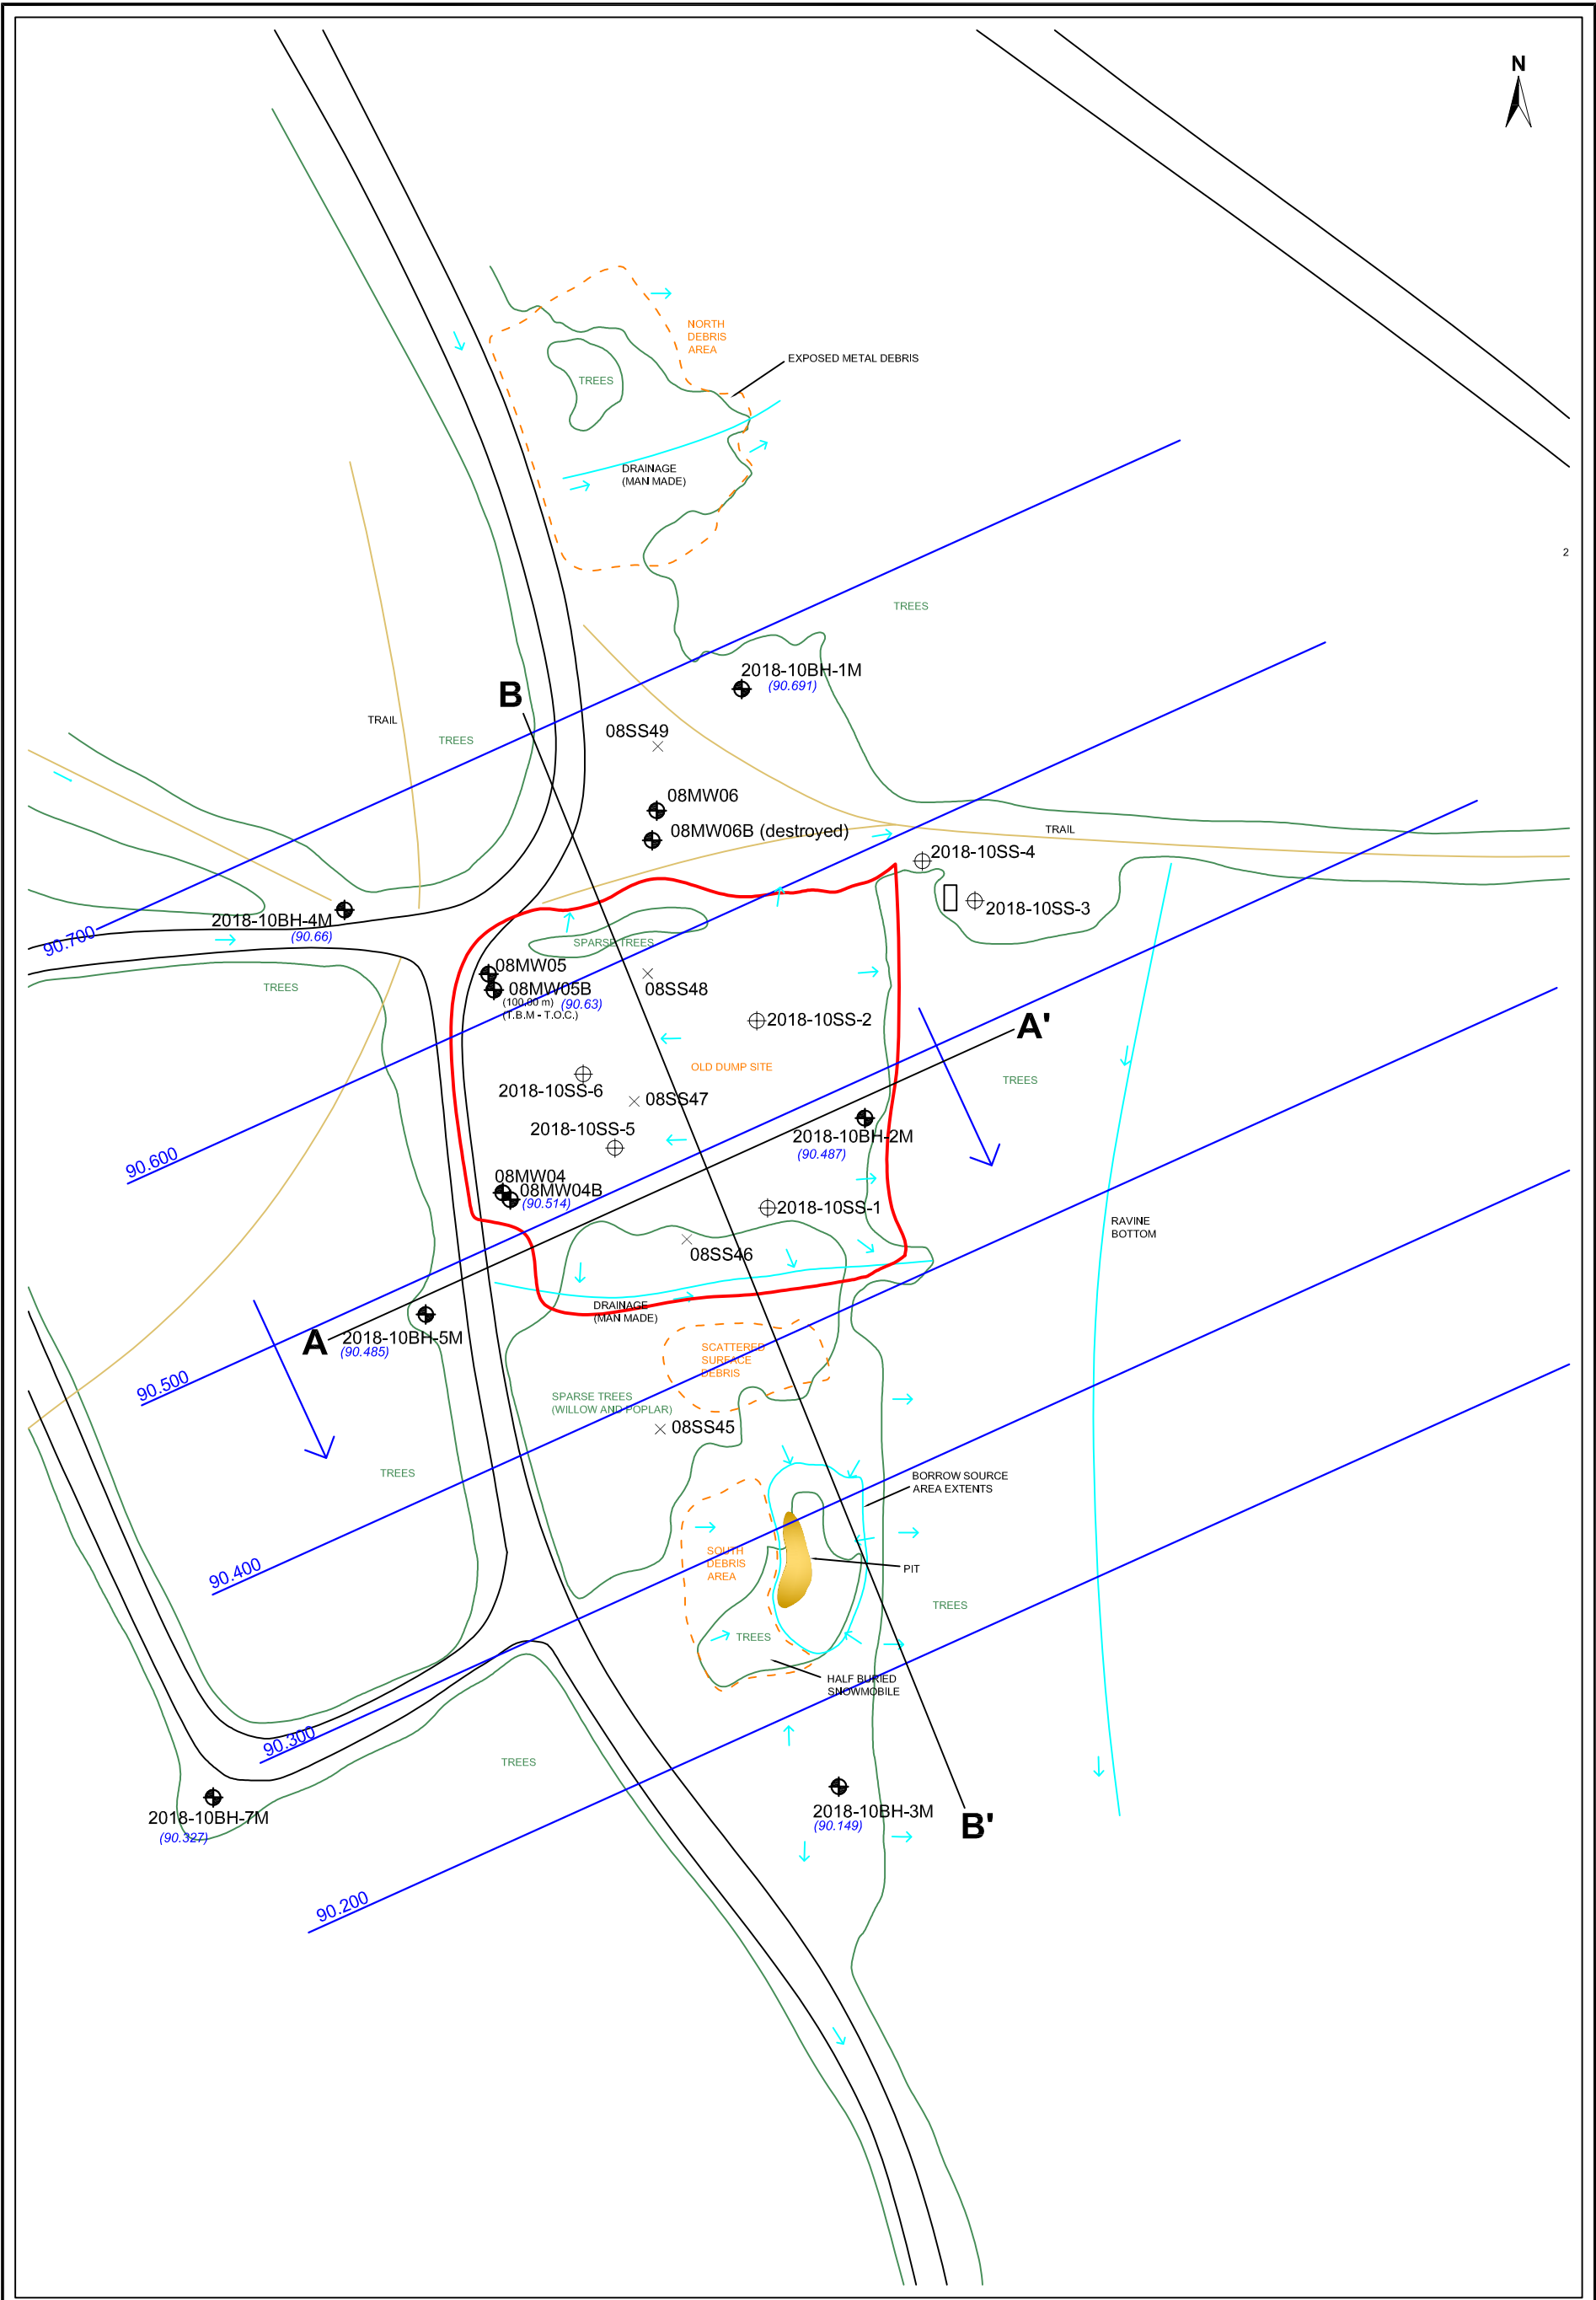 N
NORTH
DEBRIS
AREA
EXPOSED METAL DEBRIS
TREES
DRAINAGE
(MAN MADE)
2
TREES
2018-10BH-1M
(90.691)
B
TRAIL
TREES
08SS49
08MW06
08MW06B (destroyed)
TRAIL
2018-10SS-4
2018-10SS-3
2018-10BH-4M
(90.66)
90.700
SPARSE TREES
08MW05
08MW05B
(100.00 m)
(90.63)
(T.B.M - T.O.C.)
08SS48
TREES
2018-10SS-2
A'
OLD DUMP SITE
TREES
2018-10SS-6
08SS47
2018-10SS-5
2018-10BH-2M
(90.487)
90.600
08MW04
08MW04B
(90.514)
2018-10SS-1
RAVINE
BOTTOM
08SS46
DRAINAGE
(MAN MADE)
A
2018-10BH-5M
(90.485)
SCATTERED
SURFACE
DEBRIS
90.500
SPARSE TREES
(WILLOW AND POPLAR)
08SS45
TREES
BORROW SOURCE
AREA EXTENTS
SOUTH
DEBRIS
AREA
PIT
90.400
TREES
TREES
HALF BURIED
SNOWMOBILE
90.300
TREES
2018-10BH-7M
(90.327)
2018-10BH-3M
(90.149)
B'
90.200